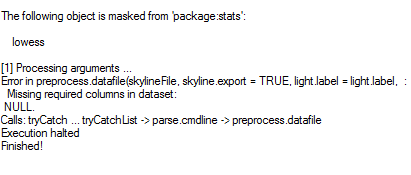 The following object is masked from 'package:stats':
lowess
[1] Processing arguments ...
Error in preprocess.datafile(skylineFile, skyline.export = TRUE, light.label = light.label, :
Missing required columns in dataset:
NULL.
Calls: tryCatch ... tryCatchList -> parse.cmdline -> preprocess.datafile
Execution halted
Finished!